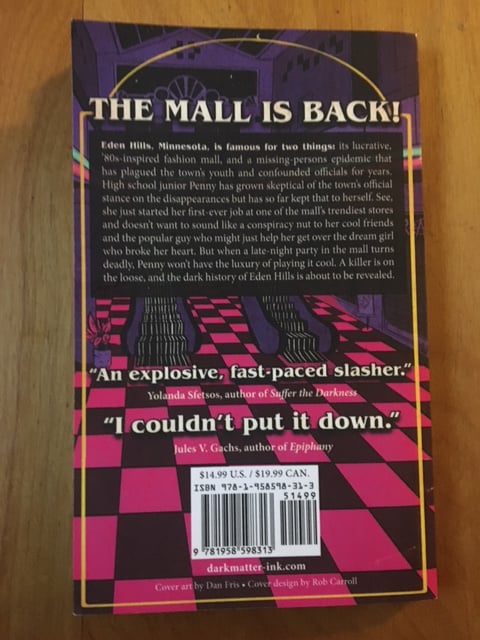 THE MALL IS BACK!
Eden Hills, Minnesota, is famous for two things: its lucrative,
'80s-inspired fashion mall, and a missing-persons epidemic that
has plagued the town's youth and confounded officials for years.
High school junior Penny has grown skeptical of the town's official
stance on the disappearances but has so far kept that to herself. See,
she just started her first-ever job at one of the mall's trendiest stores
and doesn't want to sound like a conspiracy nut to her cool friends
and the popular guy who might just help her get over the dream girl
who broke her heart. But when a late-night party in the mall turns
deadly, Penny won't have the luxury of playing it cool. A killer is on
the loose, and the dark history of Eden Hills is about to be revealed.
"An explosive, fast-paced slasher."
Yolanda Sfetsos, author of Suffer the Darkness
"I couldn't put it down."
Jules V. Gachs, author of Epiphany
$14.99 U.S. / $19.99 CAN.
ISBN 978-1-958598-31-3
51499
9 781958 598313
darkmatter-ink.com
Cover art by Dan Fris • Cover design by Rob Carroll